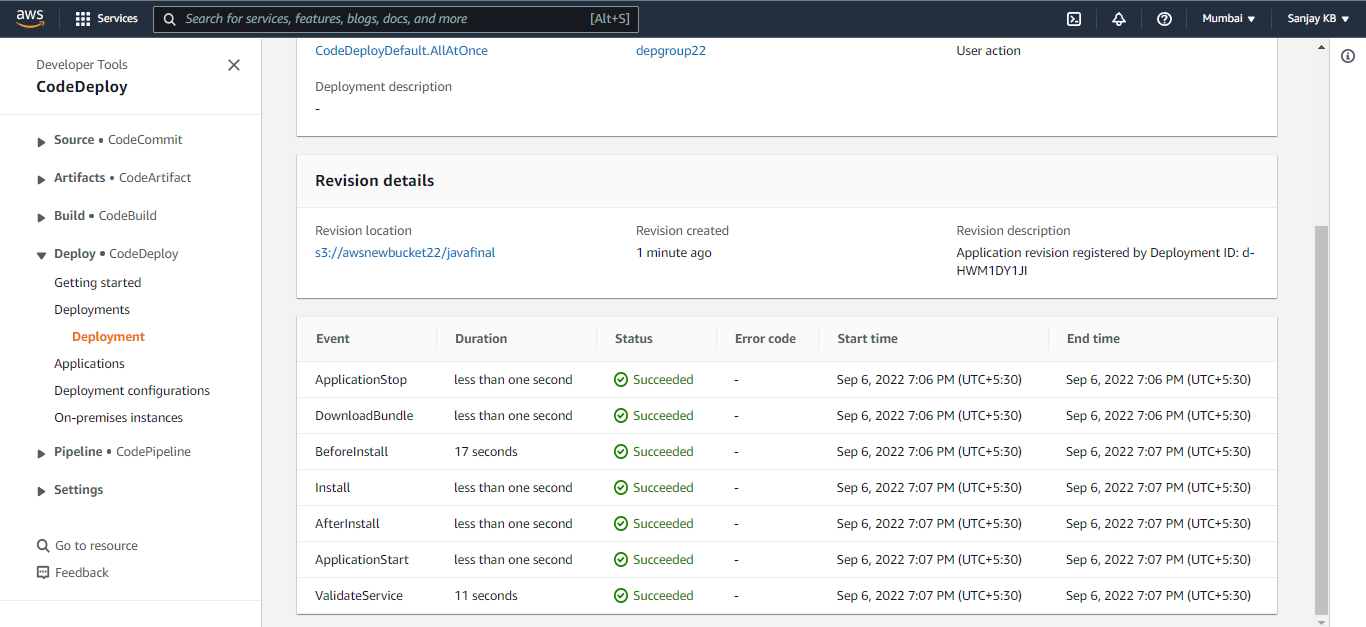 aws
Services
Search for services, features, blogs, docs, and more
[Alt+S]
Mumbai
Sanjay KB
Developer Tools
CodeDeploy
Source • CodeCommit
Artifacts • CodeArtifact
Build • CodeBuild
Deploy • CodeDeploy
Getting started
Deployments
Deployment
Applications
Deployment configurations
On-premises instances
Pipeline • CodePipeline
Settings
Go to resource
Feedback
CodeDeployDefault.AllAtOnce
depgroup22
User action
Deployment description
-
Revision details
Revision location
s3://awsnewbucket22/javafinal
Revision created
1 minute ago
Revision description
Application revision registered by Deployment ID: d-
HWM1DY1JI
Event Duration Status Error code Start time End time
ApplicationStop less than one second Succeeded - Sep 6, 2022 7:06 PM (UTC+5:30) Sep 6, 2022 7:06 PM (UTC+5:30)
DownloadBundle less than one second Succeeded - Sep 6, 2022 7:06 PM (UTC+5:30) Sep 6, 2022 7:06 PM (UTC+5:30)
BeforeInstall 17 seconds Succeeded - Sep 6, 2022 7:06 PM (UTC+5:30) Sep 6, 2022 7:07 PM (UTC+5:30)
Install less than one second Succeeded - Sep 6, 2022 7:07 PM (UTC+5:30) Sep 6, 2022 7:07 PM (UTC+5:30)
AfterInstall less than one second Succeeded - Sep 6, 2022 7:07 PM (UTC+5:30) Sep 6, 2022 7:07 PM (UTC+5:30)
ApplicationStart less than one second Succeeded - Sep 6, 2022 7:07 PM (UTC+5:30) Sep 6, 2022 7:07 PM (UTC+5:30)
ValidateService 11 seconds Succeeded - Sep 6, 2022 7:07 PM (UTC+5:30) Sep 6, 2022 7:07 PM (UTC+5:30)